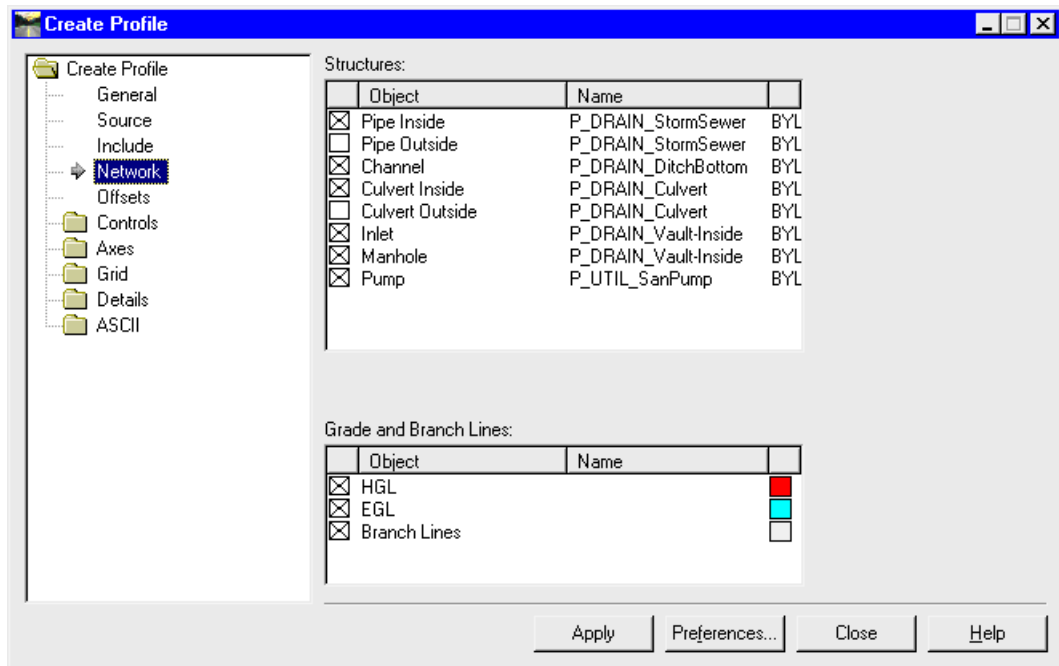 Create Profile
Create Profile
General
Source
Include
Network
Offsets
Controls
Axes
Grid
Details
ASCII
Structures:
Object Name
Pipe Inside P_DRAIN_StormSewer BYL
Pipe Outside P_DRAIN_StormSewer BYL
Channel P_DRAIN_DitchBottom BYL
Culvert Inside P_DRAIN_Culvert BYL
Culvert Outside P_DRAIN_Culvert BYL
Inlet P_DRAIN_Vault-Inside BYL
Manhole P_DRAIN_Vault-Inside BYL
Pump P_UTIL_SanPump BYL
Grade and Branch Lines:
Object Name
HGL
EGL
Branch Lines
Apply Preferences... Close Help